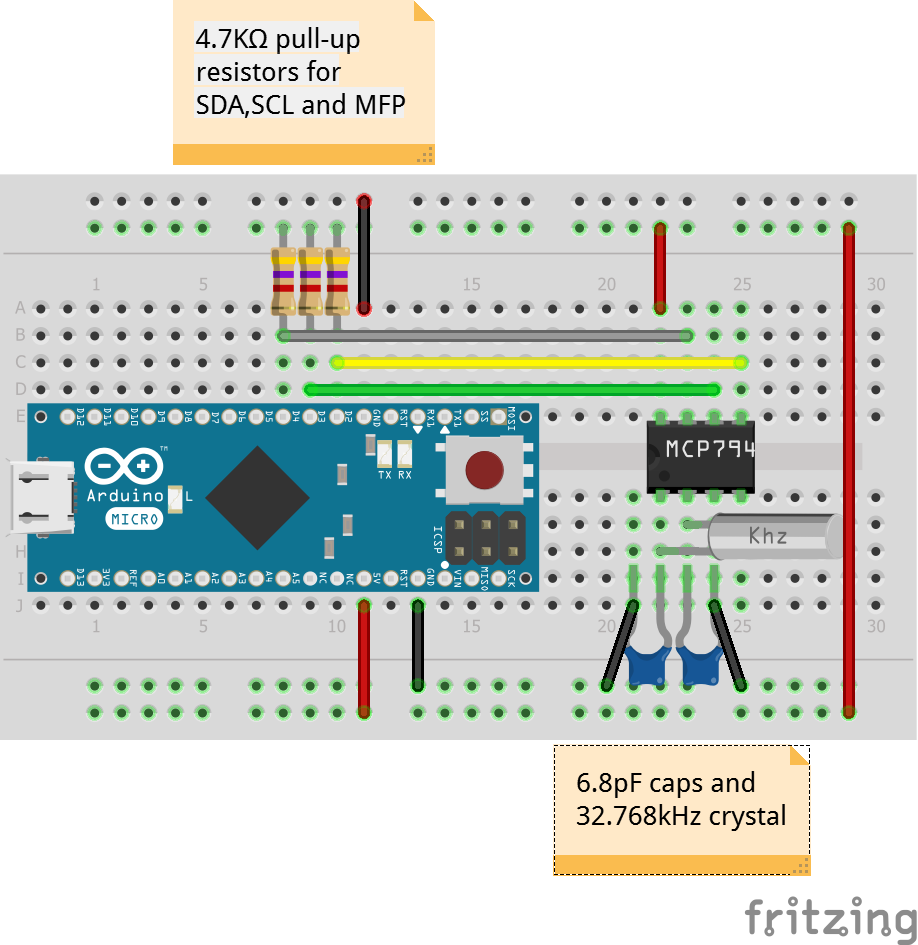 4.7KΩ pull-up
resistors for
SDA,SCL and MFP
1 5 15 20 25 30
A
B
C
D
E
D12 D11 D10 D9 D8 D7 D6 D5 D4 D3 D2 GND RST RX1 TX1 SS MOSI
MCP794
TM
Arduino
MICRO
L
TX RX
ICSP
Khz
H
I
D13 3V3 REF A0 A1 A2 A3 A4 A5 NC NC 5V RST GND VIN MISO SCK
J
1 5 10 15 20 25 30
6.8pF caps and
32.768kHz crystal
fritzing